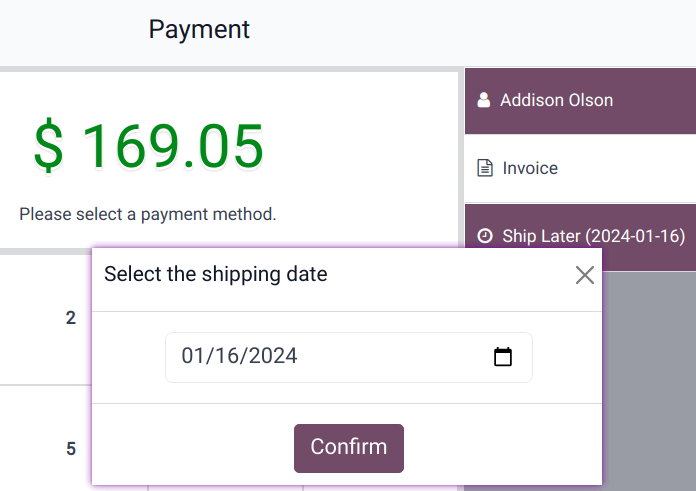 Payment
$ 169.05
Please select a payment method.
Addison Olson
Invoice
Ship Later (2024-01-16)
Select the shipping date
01/16/2024
Confirm
2
5